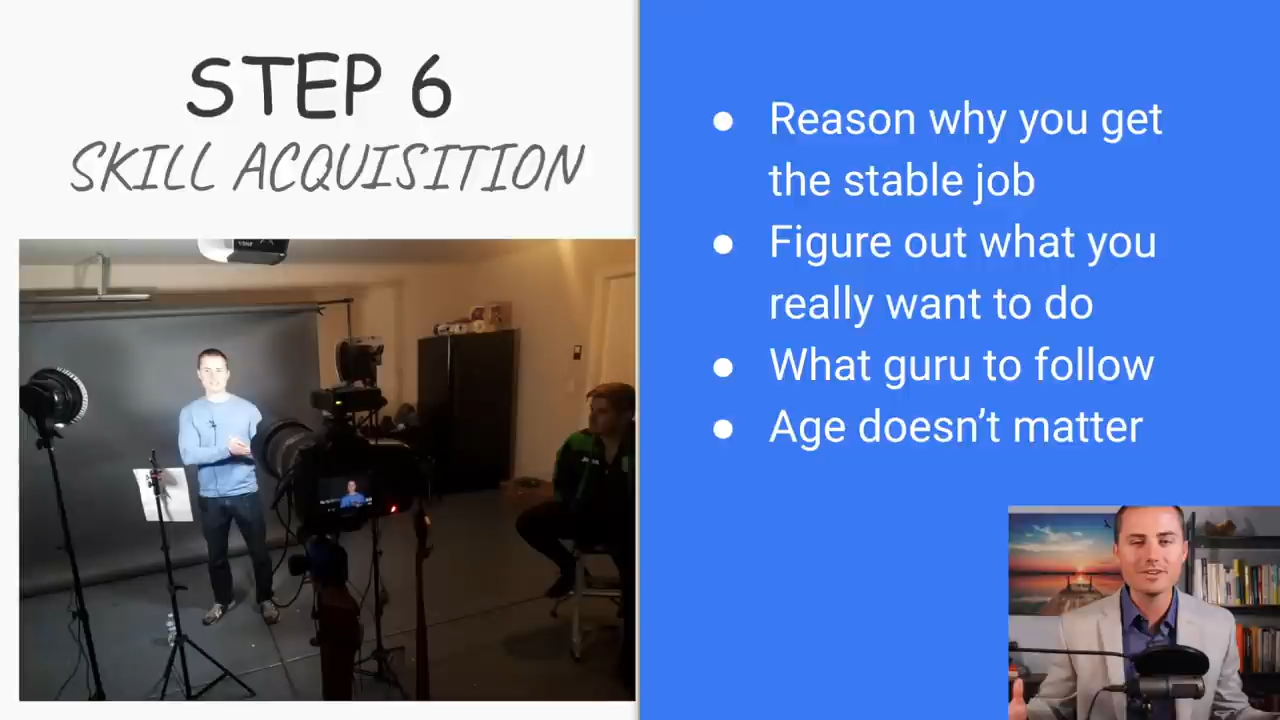 STEP 6
SKILL ACQUISITION
● Reason why you get
the stable job
● Figure out what you
really want to do
● What guru to follow
● Age doesn't matter